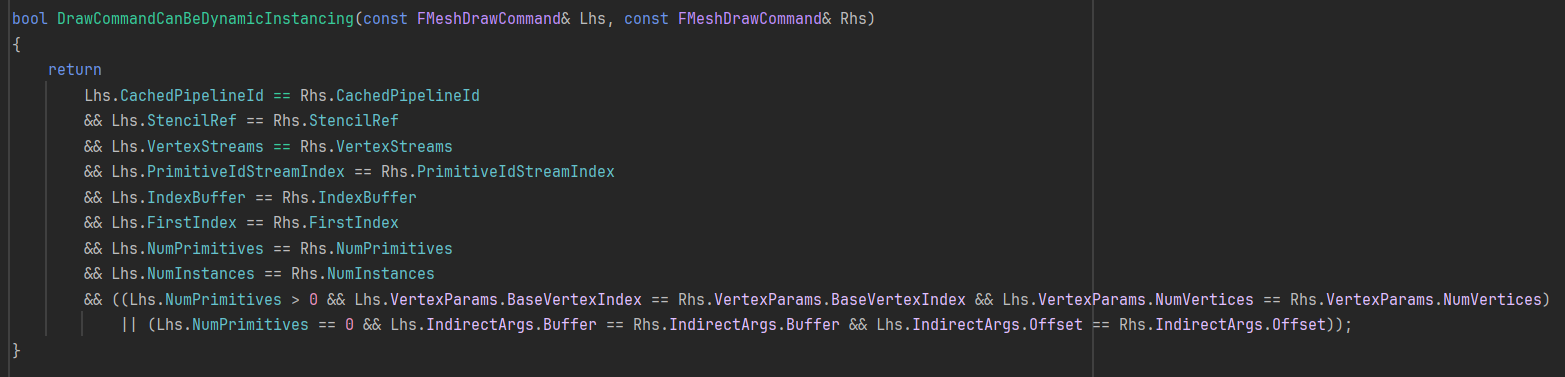 bool DrawCommandCanBeDynamicInstancing(const FMeshDrawCommand& Lhs, const FMeshDrawCommand& Rhs)
{
    return
        Lhs.CachedPipelineId == Rhs.CachedPipelineId
        && Lhs.StencilRef == Rhs.StencilRef
        && Lhs.VertexStreams == Rhs.VertexStreams
        && Lhs.PrimitiveIdStreamIndex == Rhs.PrimitiveIdStreamIndex
        && Lhs.IndexBuffer == Rhs.IndexBuffer
        && Lhs.FirstIndex == Rhs.FirstIndex
        && Lhs.NumPrimitives == Rhs.NumPrimitives
        && Lhs.NumInstances == Rhs.NumInstances
        && ((Lhs.NumPrimitives > 0 && Lhs.VertexParams.BaseVertexIndex == Rhs.VertexParams.BaseVertexIndex && Lhs.VertexParams.NumVertices == Rhs.VertexParams.NumVertices)
            || (Lhs.NumPrimitives == 0 && Lhs.IndirectArgs.Buffer == Rhs.IndirectArgs.Buffer && Lhs.IndirectArgs.Offset == Rhs.IndirectArgs.Offset));
}